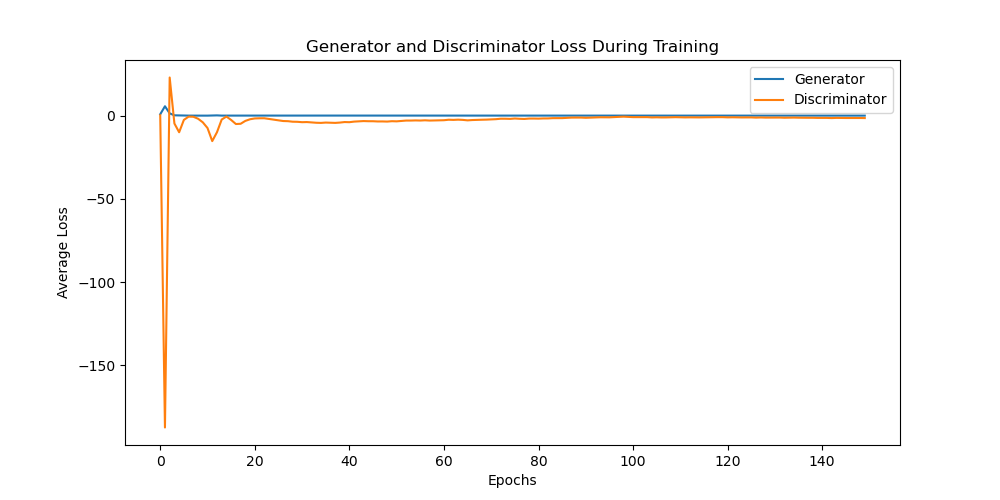 Generator and Discriminator Loss During Training
Generator
Discriminator
0
−50
−100
−150
Average Loss
0 20 40 60 80 100 120 140
Epochs